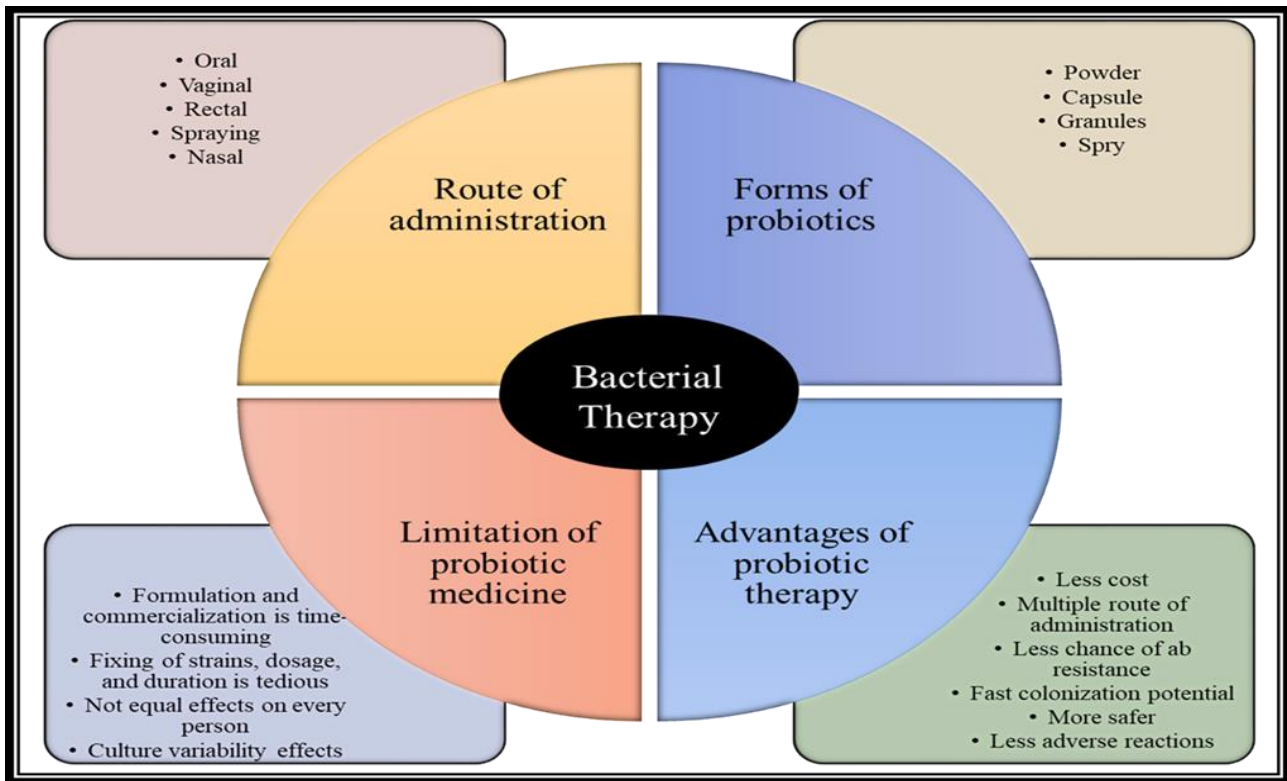 • Oral
• Vaginal
• Rectal
• Spraying
• Nasal
Route of
administration
Forms of
probiotics
• Powder
• Capsule
• Granules
• Spry
Bacterial
Therapy
Limitation of
probiotic
medicine
• Formulation and
commercialization is time-
consuming
• Fixing of strains, dosage,
and duration is tedious
• Not equal effects on every
person
• Culture variability effects
Advantages of
probiotic
therapy
• Less cost
• Multiple route of
administration
• Less chance of ab
resistance
• Fast colonization potential
• More safer
• Less adverse reactions